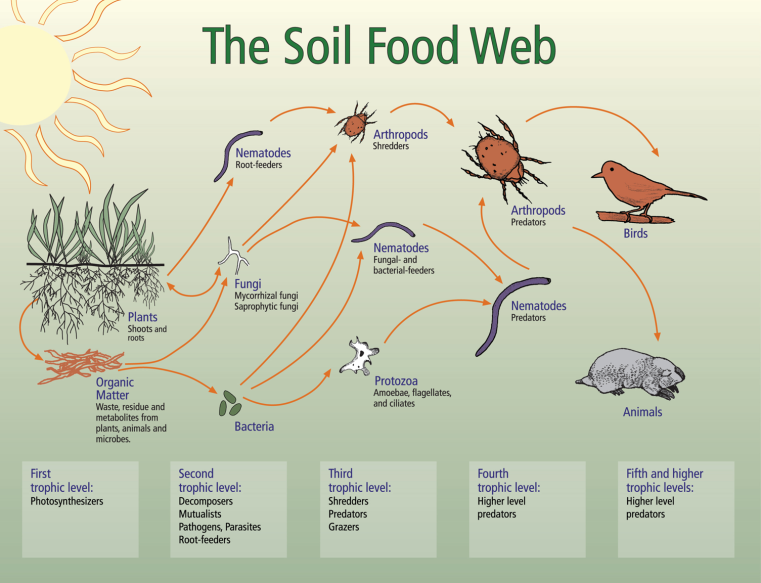 The Soil Food Web
Nematodes
Root-feeders
Arthropods
Shredders
Arthropods
Predators
Birds
Nematodes
Fungal- and
bacterial-feeders
Fungi
Mycorrhizal fungi
Saprophytic fungi
Plants
Shoots and
roots
Nematodes
Predators
Organic
Matter
Waste, residue and
metabolites from
plants, animals and
microbes.
Bacteria
Protozoa
Amoebae, flagellates,
and ciliates
Animals
First
trophic level:
Photosynthesizers
Second
trophic level:
Decomposers
Mutualists
Pathogens, Parasites
Root-feeders
Third
trophic level:
Shredders
Predators
Grazers
Fourth
trophic level:
Higher level
predators
Fifth and higher
trophic levels:
Higher level
predators